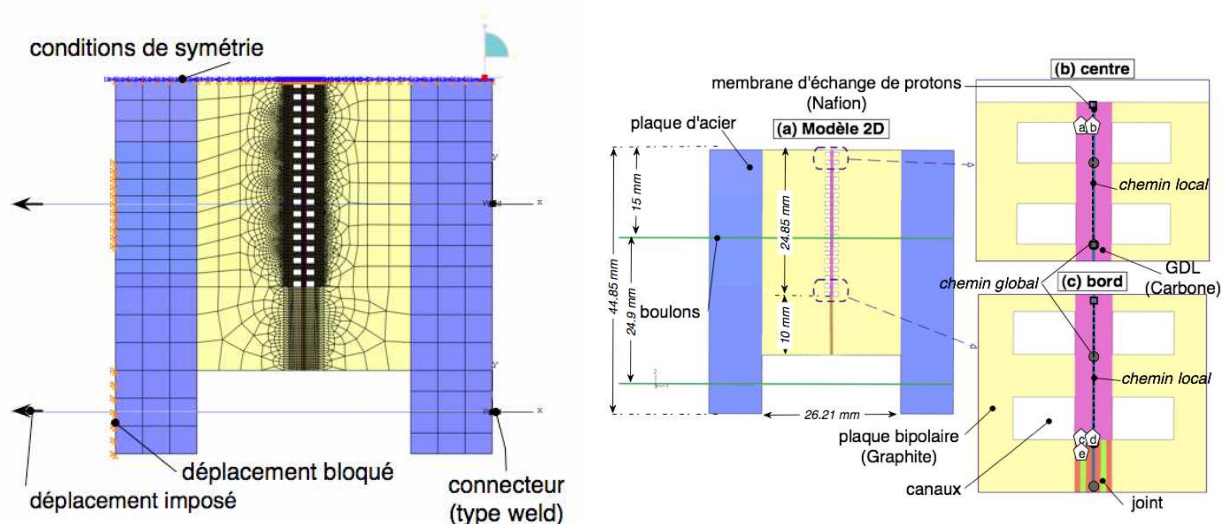 conditions de symétrie
déplacement bloqué
déplacement imposé
connecteur
(type weld)
membrane d'échange de protons
(Nafion)
plaque d'acier
(a) Modèle 2D
15 mm
24.85 mm
44.85 mm
24.9 mm
10 mm
boulons
26.21 mm
(b) centre
a b
chemin local
GDL
(Carbone)
chemin global
(c) bord
chemin local
plaque bipolaire
(Graphite)
c d
e
canaux
joint